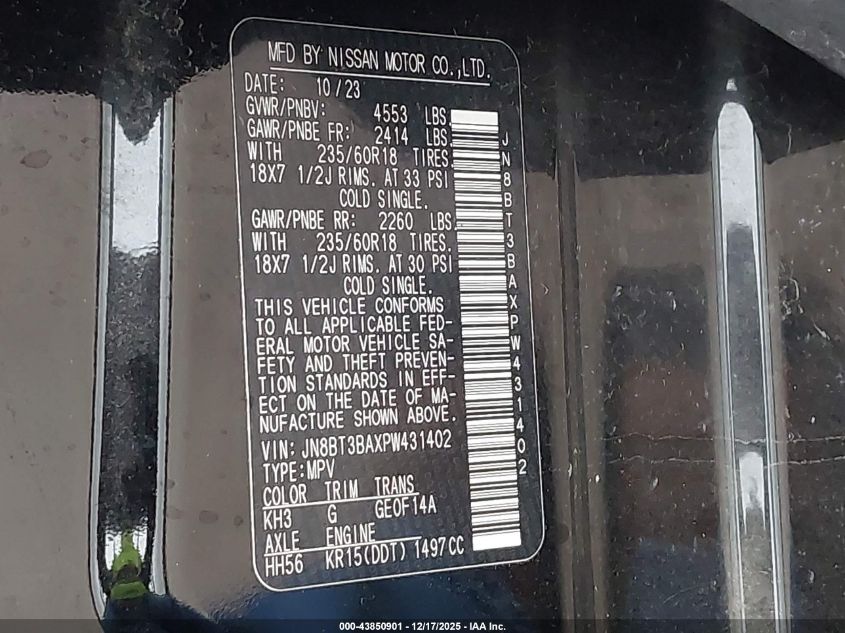 MFD BY NISSAN MOTOR CO.,LTD.
DATE: 10/23
GVWR/PNBV: 4553 LBS.
GAWR/PNBE FR: 2414 LBS.
WITH 235/60R18 TIRES.
18X7 1/2J RIMS. AT 33 PSI
COLD SINGLE.
GAWR/PNBE RR: 2260 LBS.
WITH 235/60R18 TIRES.
18X7 1/2J RIMS. AT 30 PSI
COLD SINGLE.
THIS VEHICLE CONFORMS
TO ALL APPLICABLE FED-
ERAL MOTOR VEHICLE SA-
FETY AND THEFT PREVEN-
TION STANDARDS IN EFF-
ECT ON THE DATE OF MA-
NUFACTURE SHOWN ABOVE.
VIN: JN8BT3BAXPW431402
TYPE:MPV
COLOR TRIM TRANS
KH3 G GE0F14A
AXLE ENGINE
HH56 KR15(DDT) 1497CC
JN8BT3BAXPW431402
000-43850901 - 12/17/2025 - IAA Inc.